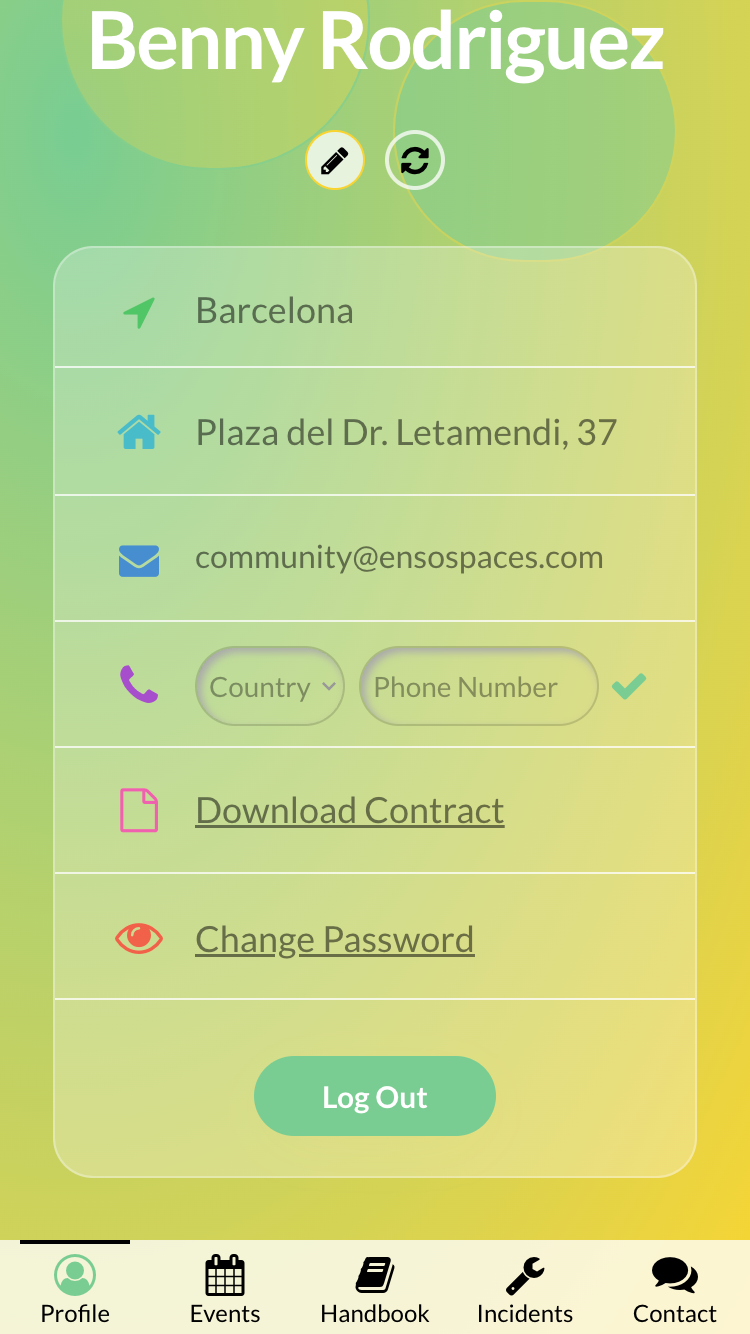 Benny Rodriguez
Barcelona
Plaza del Dr. Letamendi, 37
community@ensospaces.com
Country Phone Number
Download Contract
Change Password
Log Out
Profile Events Handbook Incidents Contact